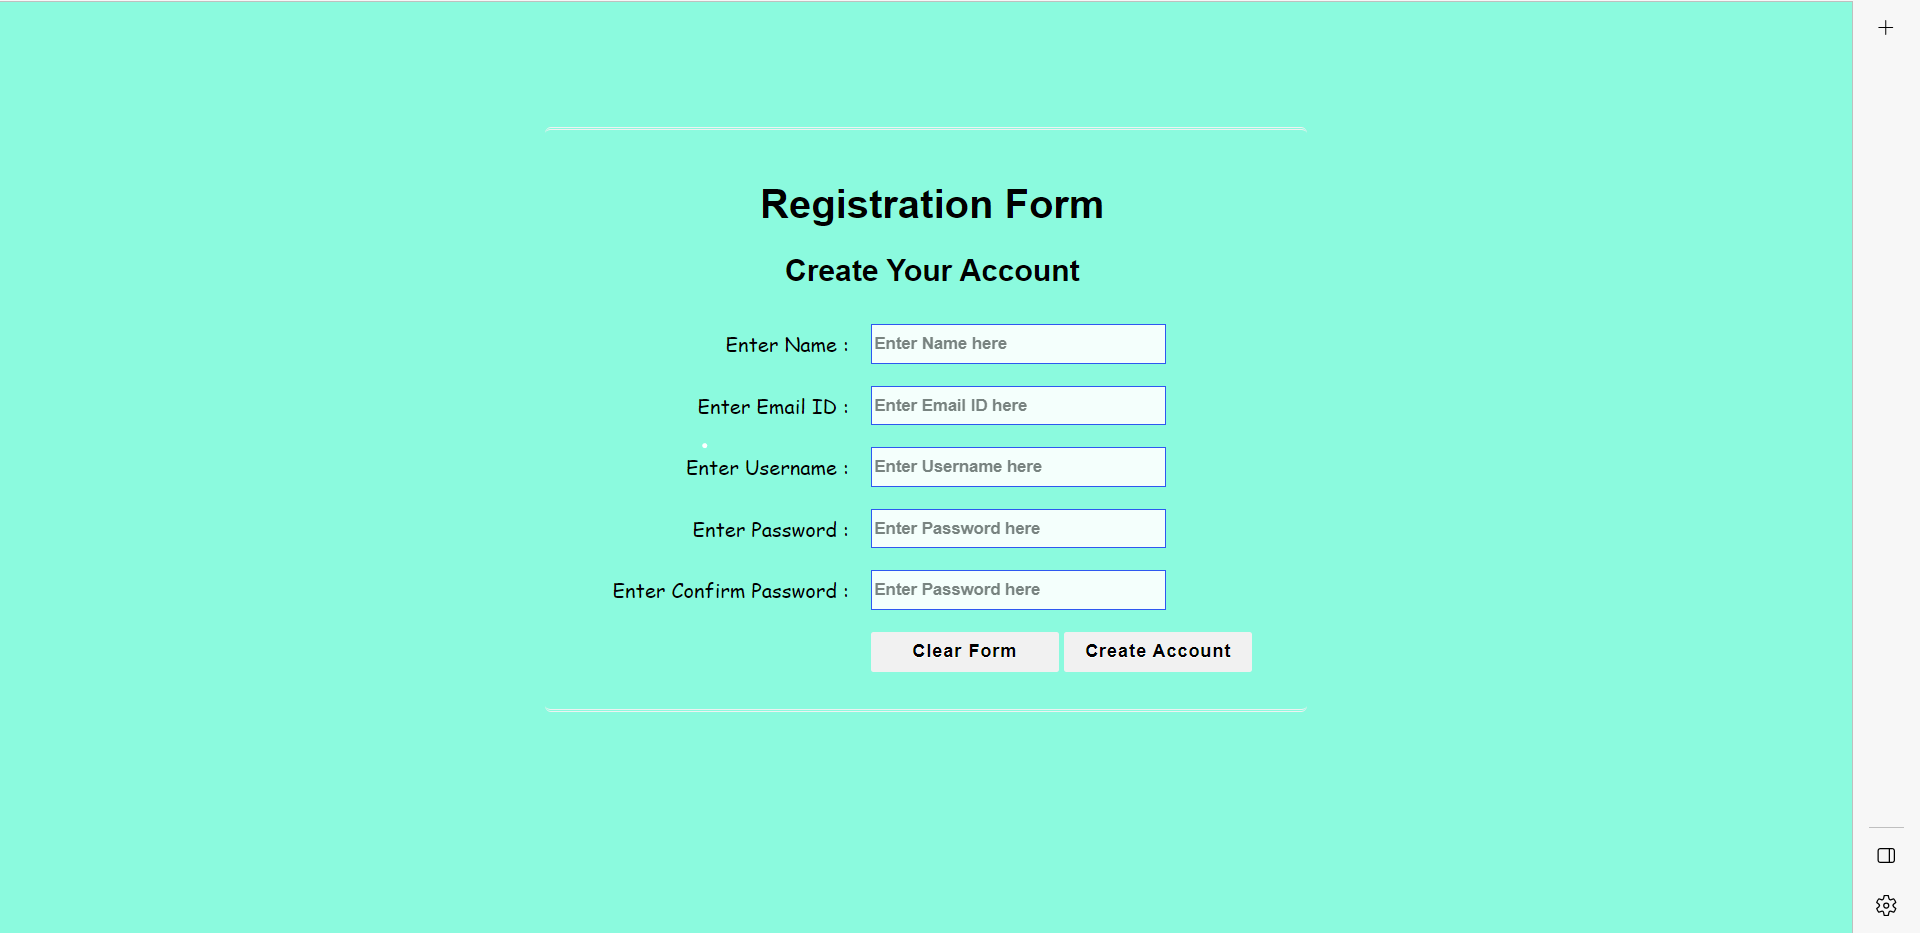 Registration Form
Create Your Account
Enter Name : Enter Name here
Enter Email ID : Enter Email ID here
Enter Username : Enter Username here
Enter Password : Enter Password here
Enter Confirm Password : Enter Password here
Clear Form Create Account